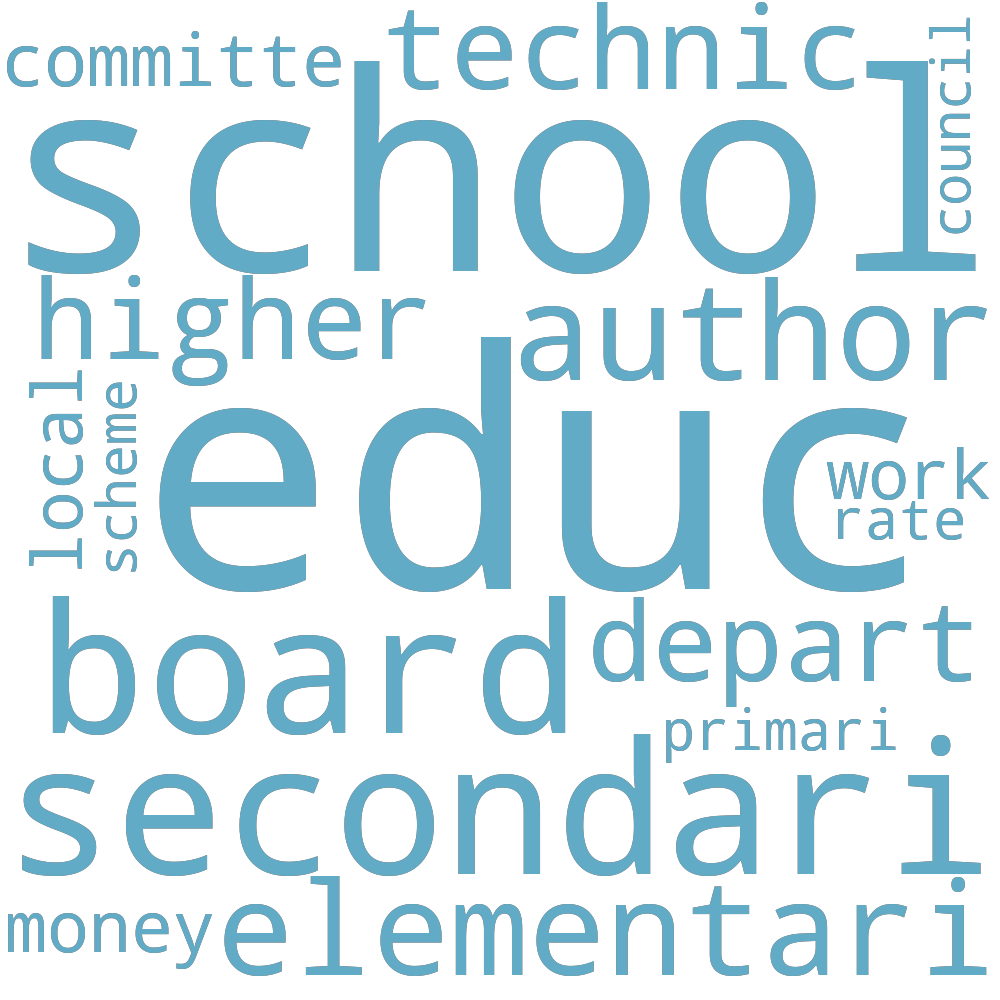 committe
technic
council
school
higher
author
local
scheme
educ
work
rate
board
depart
primari
secondari
money
elementari